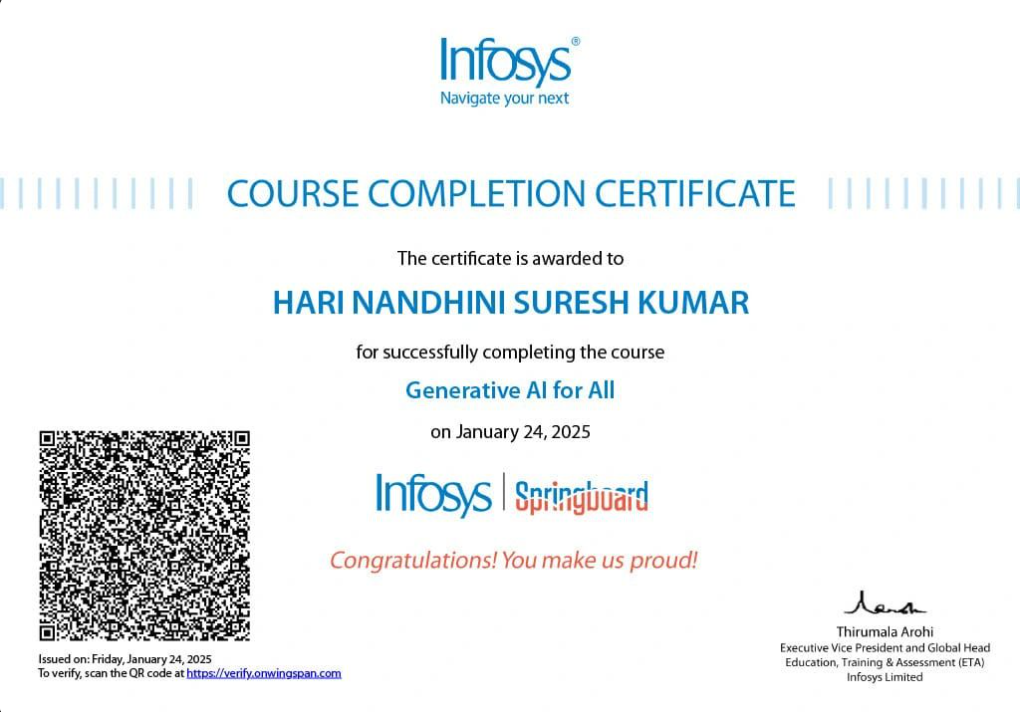 Infosys®
Navigate your next
COURSE COMPLETION CERTIFICATE
The certificate is awarded to
HARI NANDHINI SURESH KUMAR
for successfully completing the course
Generative AI for All
on January 24, 2025
Infosys | Springboard
Congratulations! You make us proud!
Issued on: Friday, January 24, 2025
To verify, scan the QR code at https://verify.onwingspan.com
Thirumala Arohi
Executive Vice President and Global Head
Education, Training & Assessment (ETA)
Infosys Limited